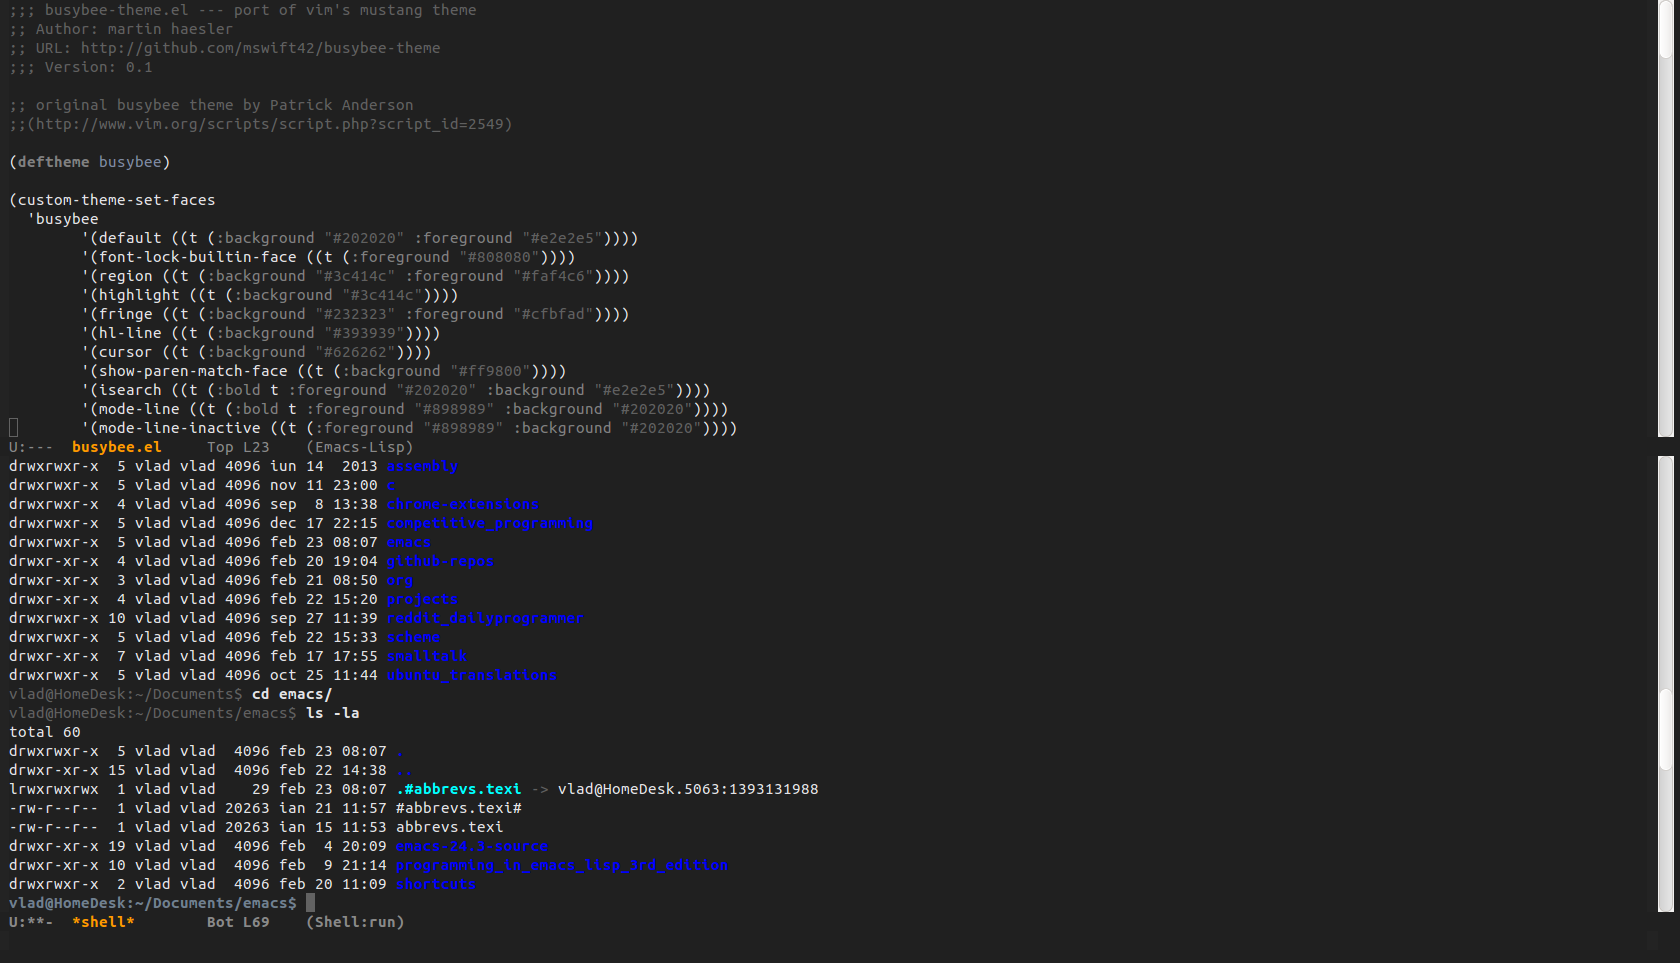 ;;; busybee-theme.el --- port of vim's mustang theme
;; Author: martin haesler
;; URL: http://github.com/mswift42/busybee-theme
;;; Version: 0.1
;; original busybee theme by Patrick Anderson
;;(http://www.vim.org/scripts/script.php?script_id=2549)
(deftheme busybee)
(custom-theme-set-faces
'busybee
'(default ((t (:background "#202020" :foreground "#e2e2e5"))))
'(font-lock-builtin-face ((t (:foreground "#808080"))))
'(region ((t (:background "#3c414c" :foreground "#faf4c6"))))
'(highlight ((t (:background "#3c414c"))))
'(fringe ((t (:background "#232323" :foreground "#cfbfad"))))
'(hl-line ((t (:background "#393939"))))
'(cursor ((t (:background "#626262"))))
'(show-paren-match-face ((t (:background "#ff9800"))))
'(isearch ((t (:bold t :foreground "#202020" :background "#e2e2e5"))))
'(mode-line ((t (:bold t :foreground "#898989" :background "#202020"))))
'(mode-line-inactive ((t (:foreground "#898989" :background "#202020"))))
U:--- busybee.el Top L23 (Emacs-Lisp)
drwxrwxr-x 5 vlad vlad 4096 iun 14 2013 assembly
drwxrwxr-x 5 vlad vlad 4096 nov 11 23:00 c
drwxrwxr-x 4 vlad vlad 4096 sep 8 13:38 chrome-extensions
drwxrwxr-x 5 vlad vlad 4096 dec 17 22:15 competitive_programming
drwxrwxr-x 5 vlad vlad 4096 feb 23 08:07 emacs
drwxr-xr-x 4 vlad vlad 4096 feb 20 19:04 github-repos
drwxr-xr-x 3 vlad vlad 4096 feb 21 08:50 org
drwxr-xr-x 4 vlad vlad 4096 feb 22 15:20 projects
drwxrwxr-x 10 vlad vlad 4096 sep 27 11:39 reddit_dailyprogrammer
drwxrwxr-x 5 vlad vlad 4096 feb 22 15:33 scheme
drwxr-xr-x 7 vlad vlad 4096 feb 17 17:55 smalltalk
drwxrwxr-x 5 vlad vlad 4096 oct 25 11:44 ubuntu_translations
vlad@HomeDesk:~/Documents$ cd emacs/
vlad@HomeDesk:~/Documents/emacs$ ls -la
total 60
drwxrwxr-x 5 vlad vlad 4096 feb 23 08:07 .
drwxr-xr-x 15 vlad vlad 4096 feb 22 14:38 ..
lrwxrwxrwx 1 vlad vlad 29 feb 23 08:07 .#abbrevs.texi -> vlad@HomeDesk.5063:1393131988
-rw-r--r-- 1 vlad vlad 20263 ian 21 11:57 #abbrevs.texi#
-rw-r--r-- 1 vlad vlad 20263 ian 15 11:53 abbrevs.texi
drwxr-xr-x 19 vlad vlad 4096 feb 4 20:09 emacs-24.3-source
drwxr-xr-x 10 vlad vlad 4096 feb 9 21:14 programming_in_emacs_lisp_3rd_edition
drwxrwxr-x 2 vlad vlad 4096 feb 20 11:09 shortcuts
vlad@HomeDesk:~/Documents/emacs$
U:**- *shell* Bot L69 (Shell:run)